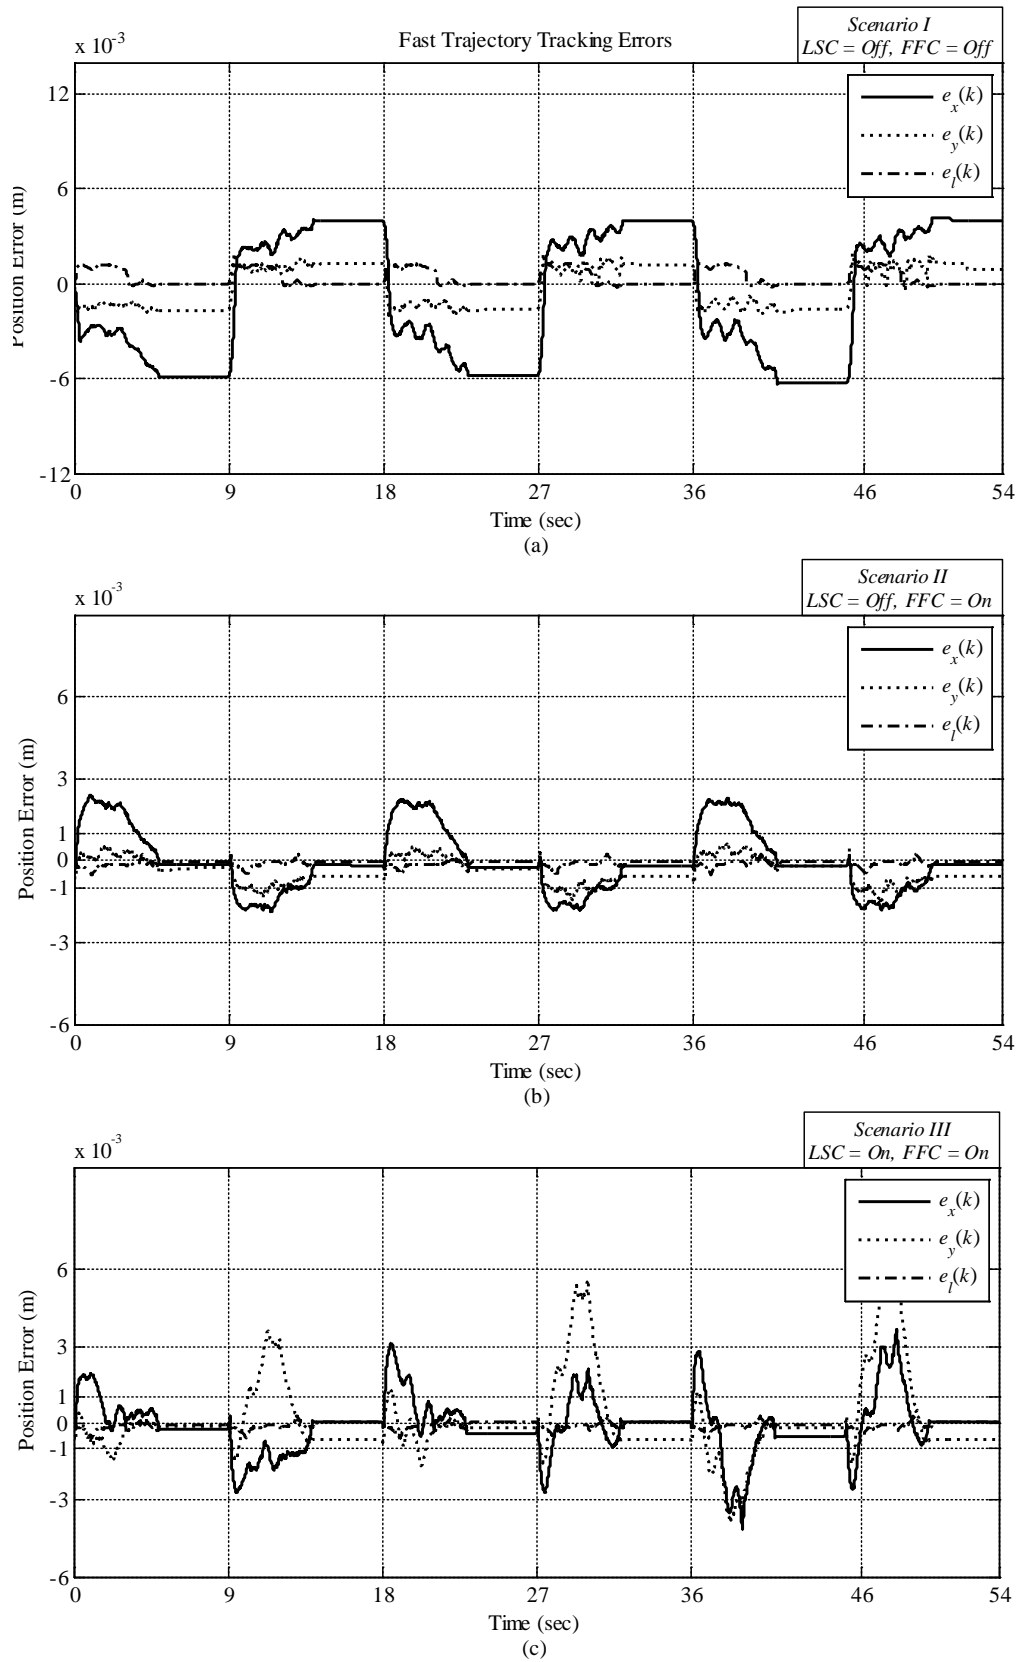 Scenario I
x 10-3
Fast Trajectory Tracking Errors
LSC = Off, FFC = Off
12
6
0
-6
-12
Position Error (m)
e_x(k)
e_y(k)
e_l(k)
0 9 18 27 36 46 54
Time (sec)
(a)
Scenario II
x 10-3
LSC = Off, FFC = On
6
3
1
0
-1
-3
-6
Position Error (m)
e_x(k)
e_y(k)
e_l(k)
0 9 18 27 36 46 54
Time (sec)
(b)
Scenario III
x 10-3
LSC = On, FFC = On
6
3
1
0
-1
-3
-6
Position Error (m)
e_x(k)
e_y(k)
e_l(k)
0 9 18 27 36 46 54
Time (sec)
(c)